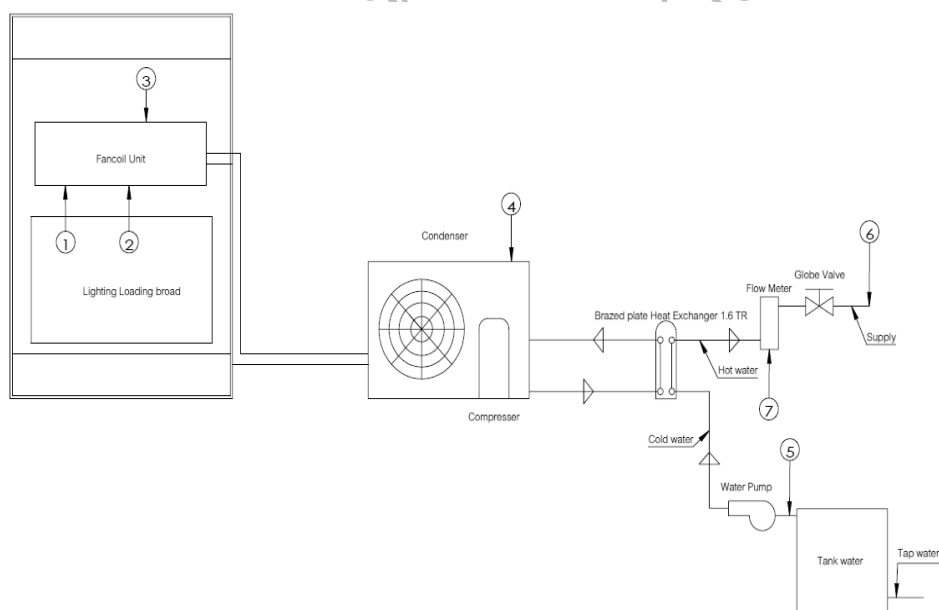 3
Fancoil Unit
1
2
Lighting Loading broad
4
Condenser
Compresser
6
Globe Valve
Flow Meter
Brazed plate Heat Exchanger 1.6 TR
Supply
Hot water
7
Cold water
5
Water Pump
Tap water
Tank water